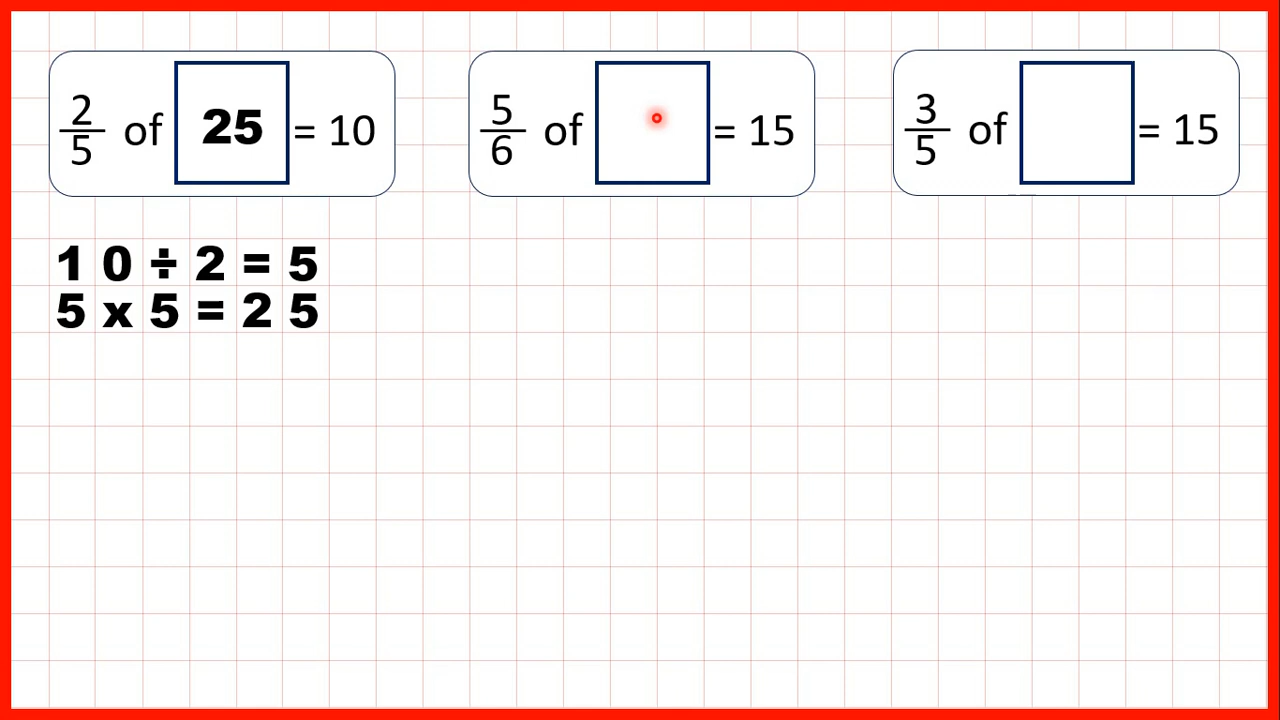 2/5 of 25 = 10
5/6 of = 15
3/5 of = 15
10 ÷ 2 = 5
5 x 5 = 25